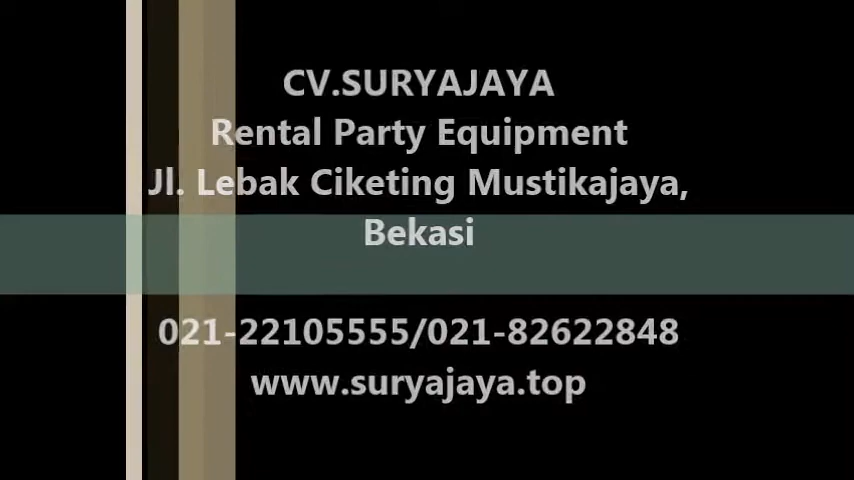 CV.SURYAJAYA
Rental Party Equipment
Jl. Lebak Ciketing Mustikajaya,
Bekasi
021-22105555/021-82622848
www.suryajaya.top